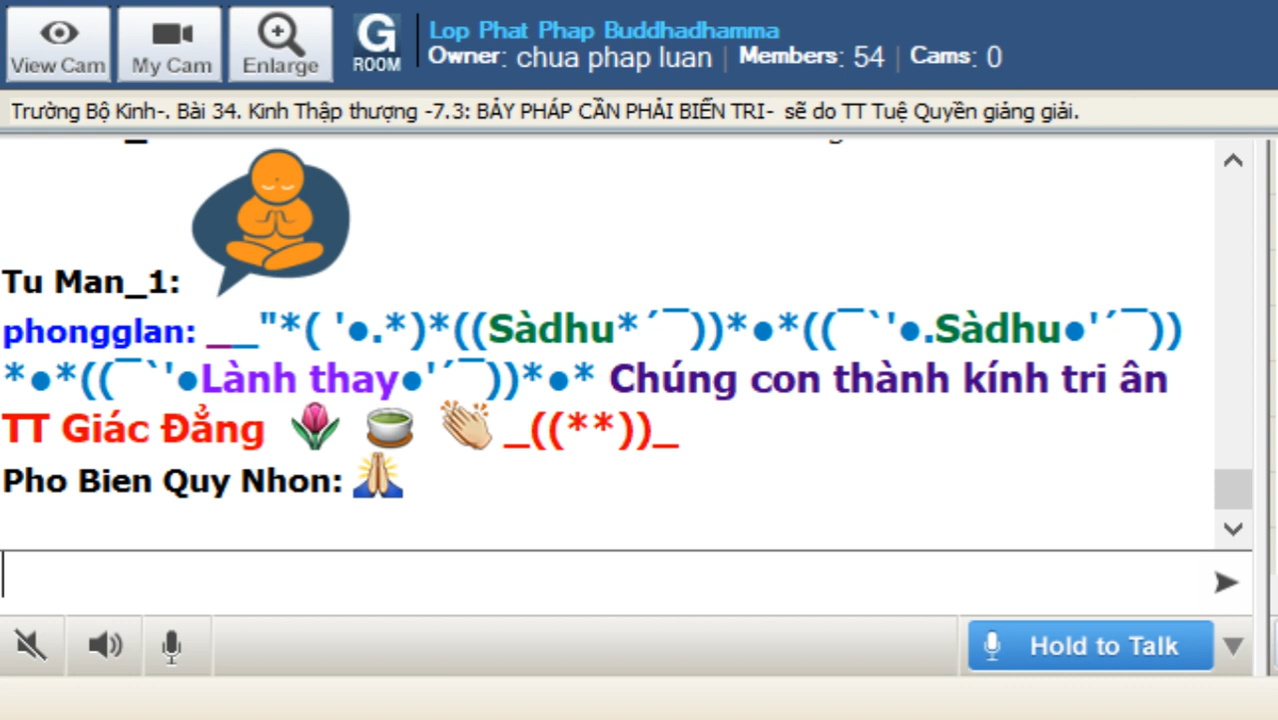 Lop Phat Phap Buddhadhamma
View Cam My Cam Enlarge G ROOM Owner: chua phap luan | Members: 54 | Cams: 0
Trường Bộ Kinh-. Bài 34. Kinh Thập thượng -7.3: BẢY PHÁP CẦN PHẢI BIẾN TRI- sẽ do TT Tuệ Quyền giảng giải.
Tu Man_1:
phongglan: __"*( '●.*)*((Sàdhu*´¯))*●*((¯`'●.Sàdhu●'´¯))
*●*((¯`'●Lành thay●'´¯))*●* Chúng con thành kính tri ân
TT Giác Đẳng _((**))_
Pho Bien Quy Nhon:
Hold to Talk